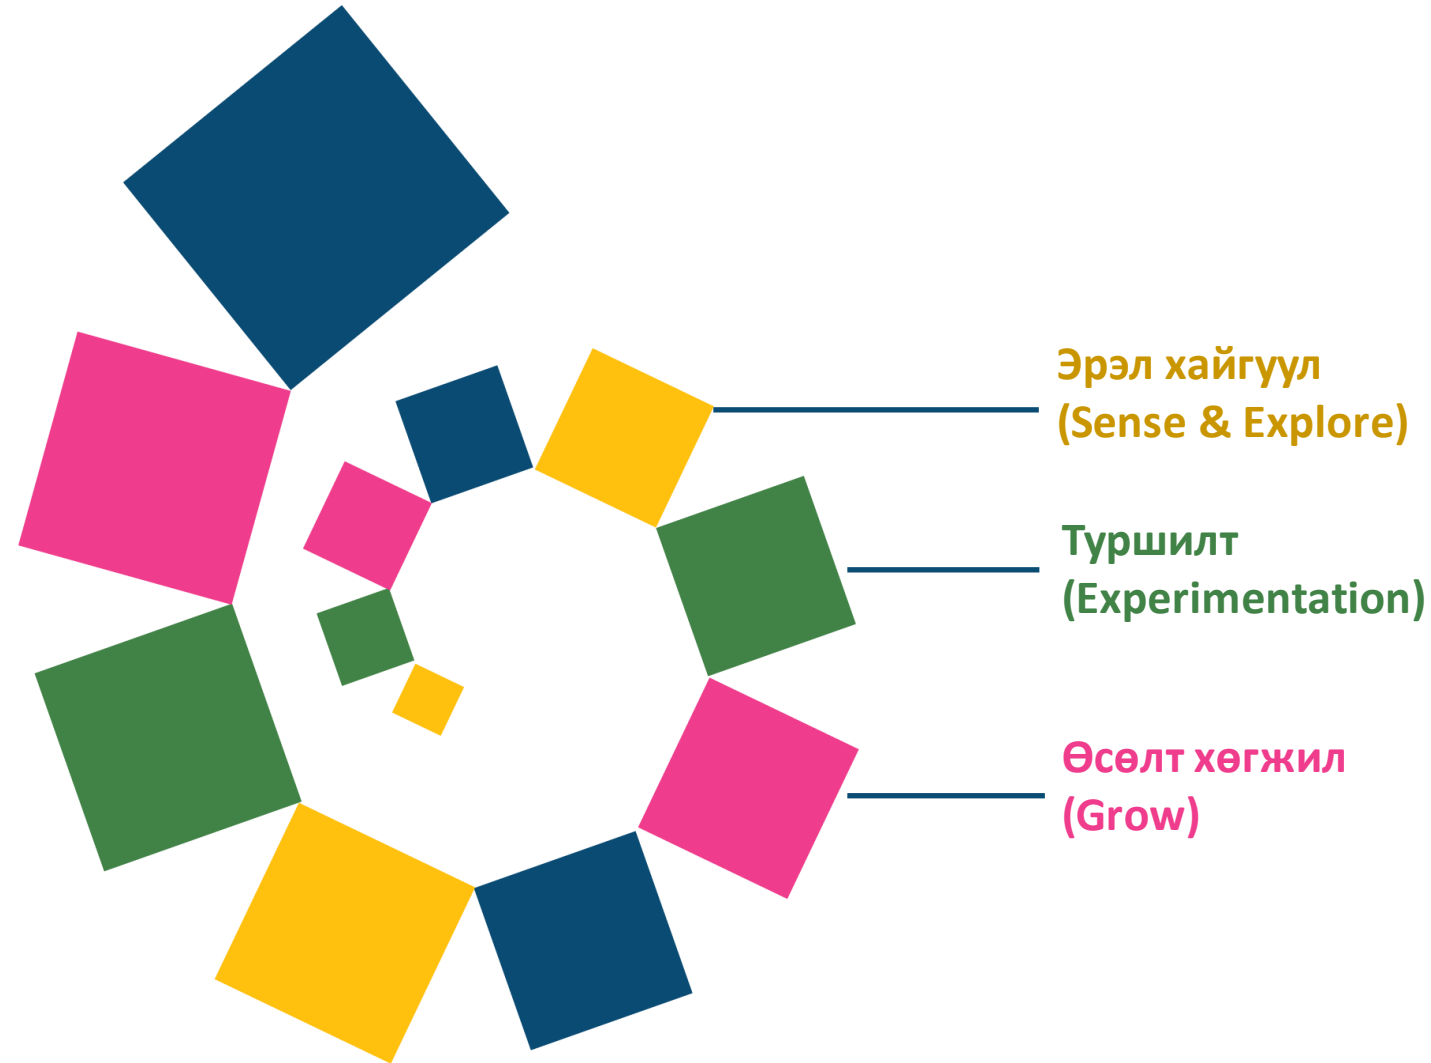 Эрэл хайгуул
(Sense & Explore)
Туршилт
(Experimentation)
Өсөлт хөгжил
(Grow)